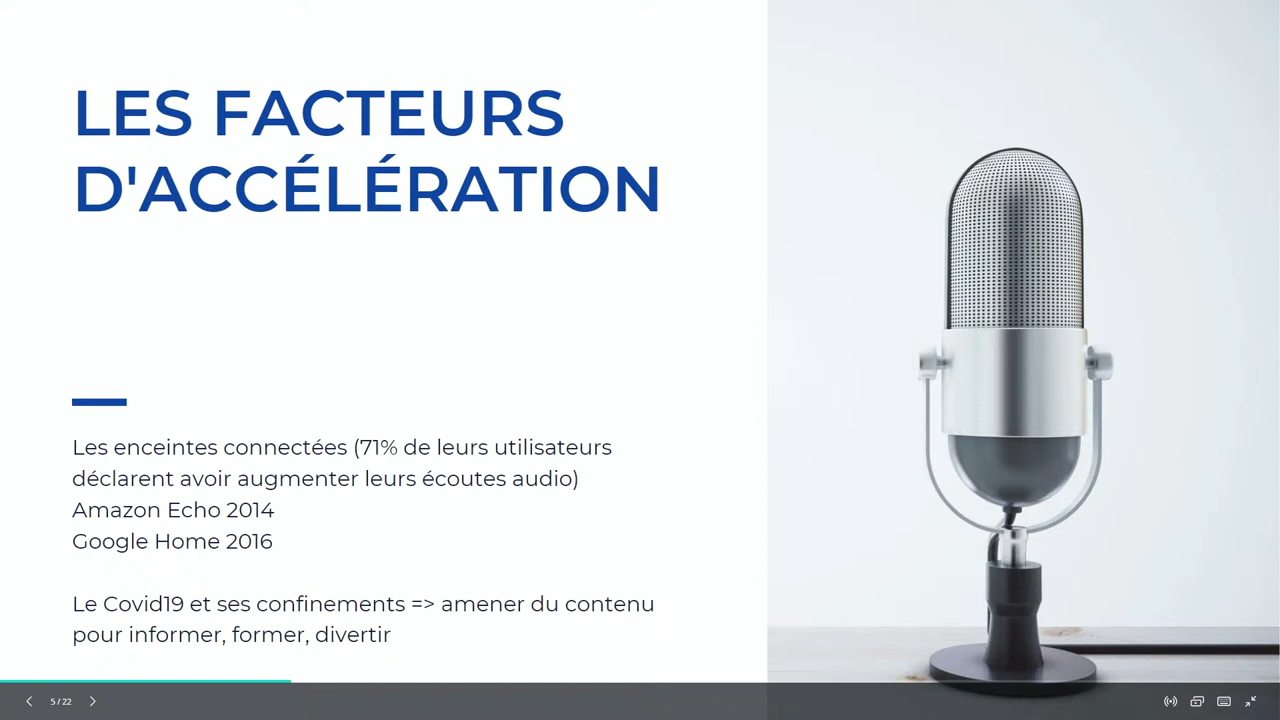 LES FACTEURS
D'ACCÉLÉRATION
Les enceintes connectées (71% de leurs utilisateurs
déclarent avoir augmenter leurs écoutes audio)
Amazon Echo 2014
Google Home 2016
Le Covid19 et ses confinements => amener du contenu
pour informer, former, divertir
5 / 22